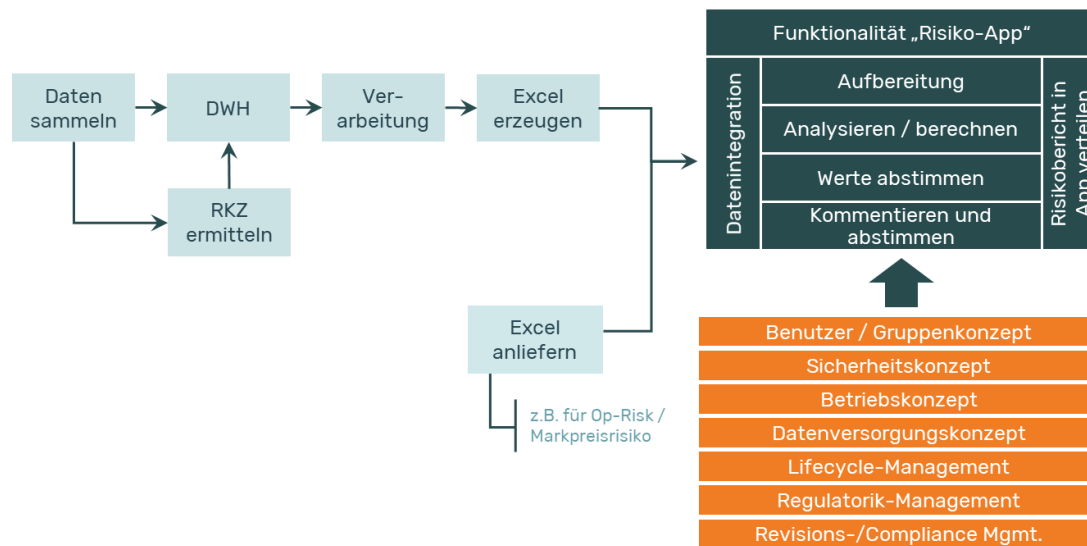 Daten
sammeln
DWH
Ver-
arbeitung
Excel
erzeugen
RKZ
ermitteln
Excel
anliefern
z.B. für Op-Risk /
Markpreisrisiko
Funktionalität „Risiko-App“
Datenintegration
Aufbereitung
Analysieren / berechnen
Werte abstimmen
Kommentieren und
abstimmen
Risikobericht in
App verteilen
Benutzer / Gruppenkonzept
Sicherheitskonzept
Betriebskonzept
Datenversorgungskonzept
Lifecycle-Management
Regulatorik-Management
Revisions-/Compliance Mgmt.